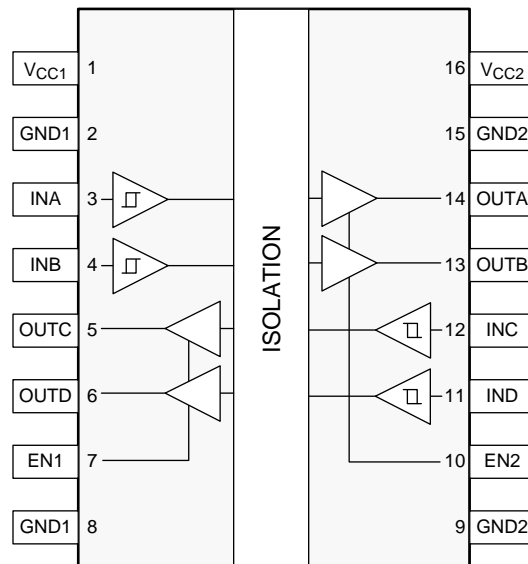 VCC1 1 16 VCC2
GND1 2 15 GND2
INA 3 14 OUTA
INB 4 13 OUTB
OUTC 5 12 INC
OUTD 6 11 IND
EN1 7 10 EN2
GND1 8 9 GND2
ISOLATION